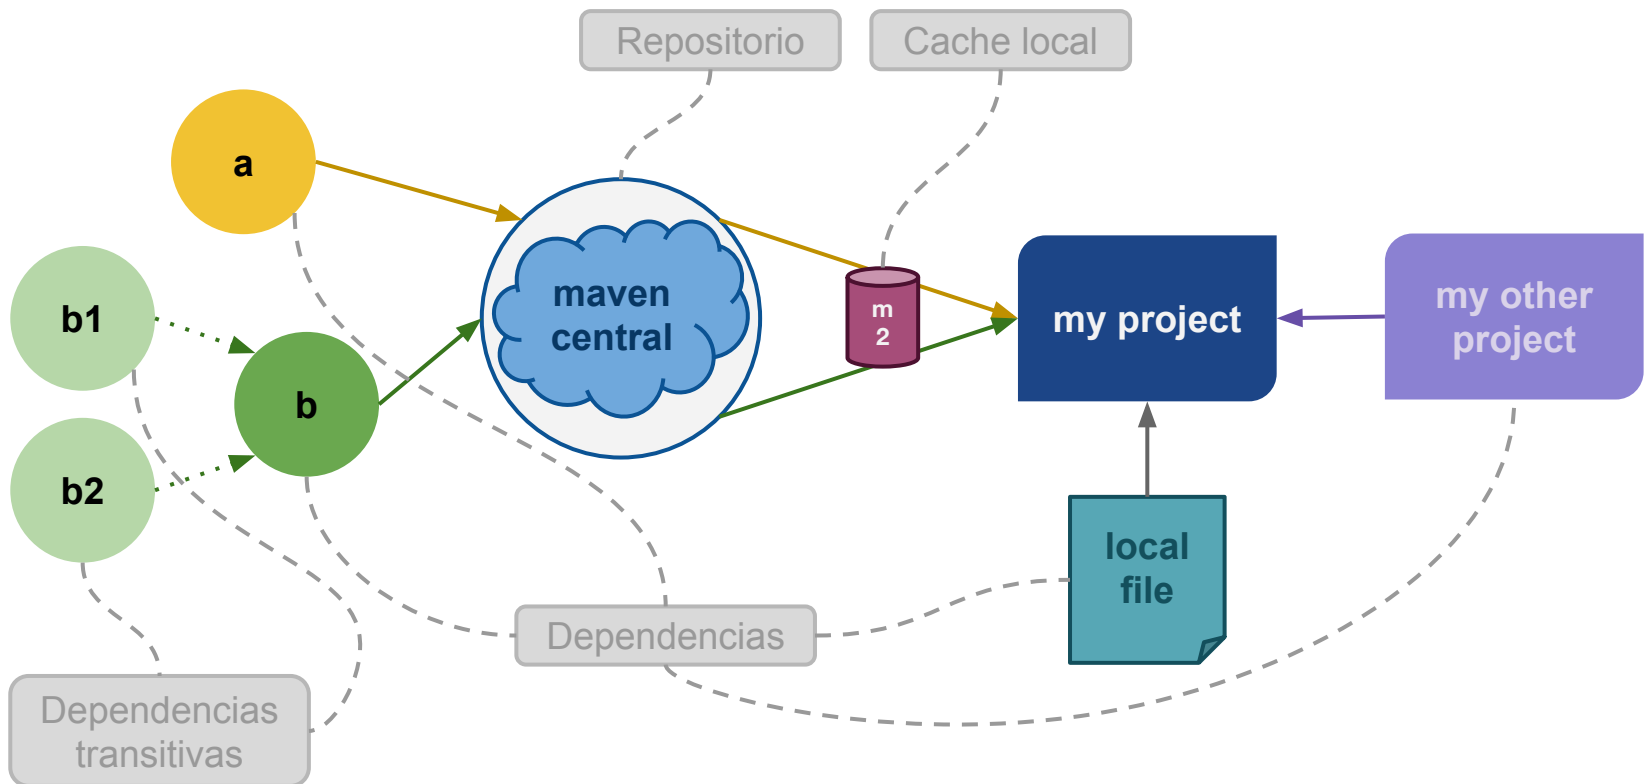 Repositorio
Cache local
a
b1
maven
central
m
2
my project
my other
project
b
b2
local
file
Dependencias
Dependencias
transitivas